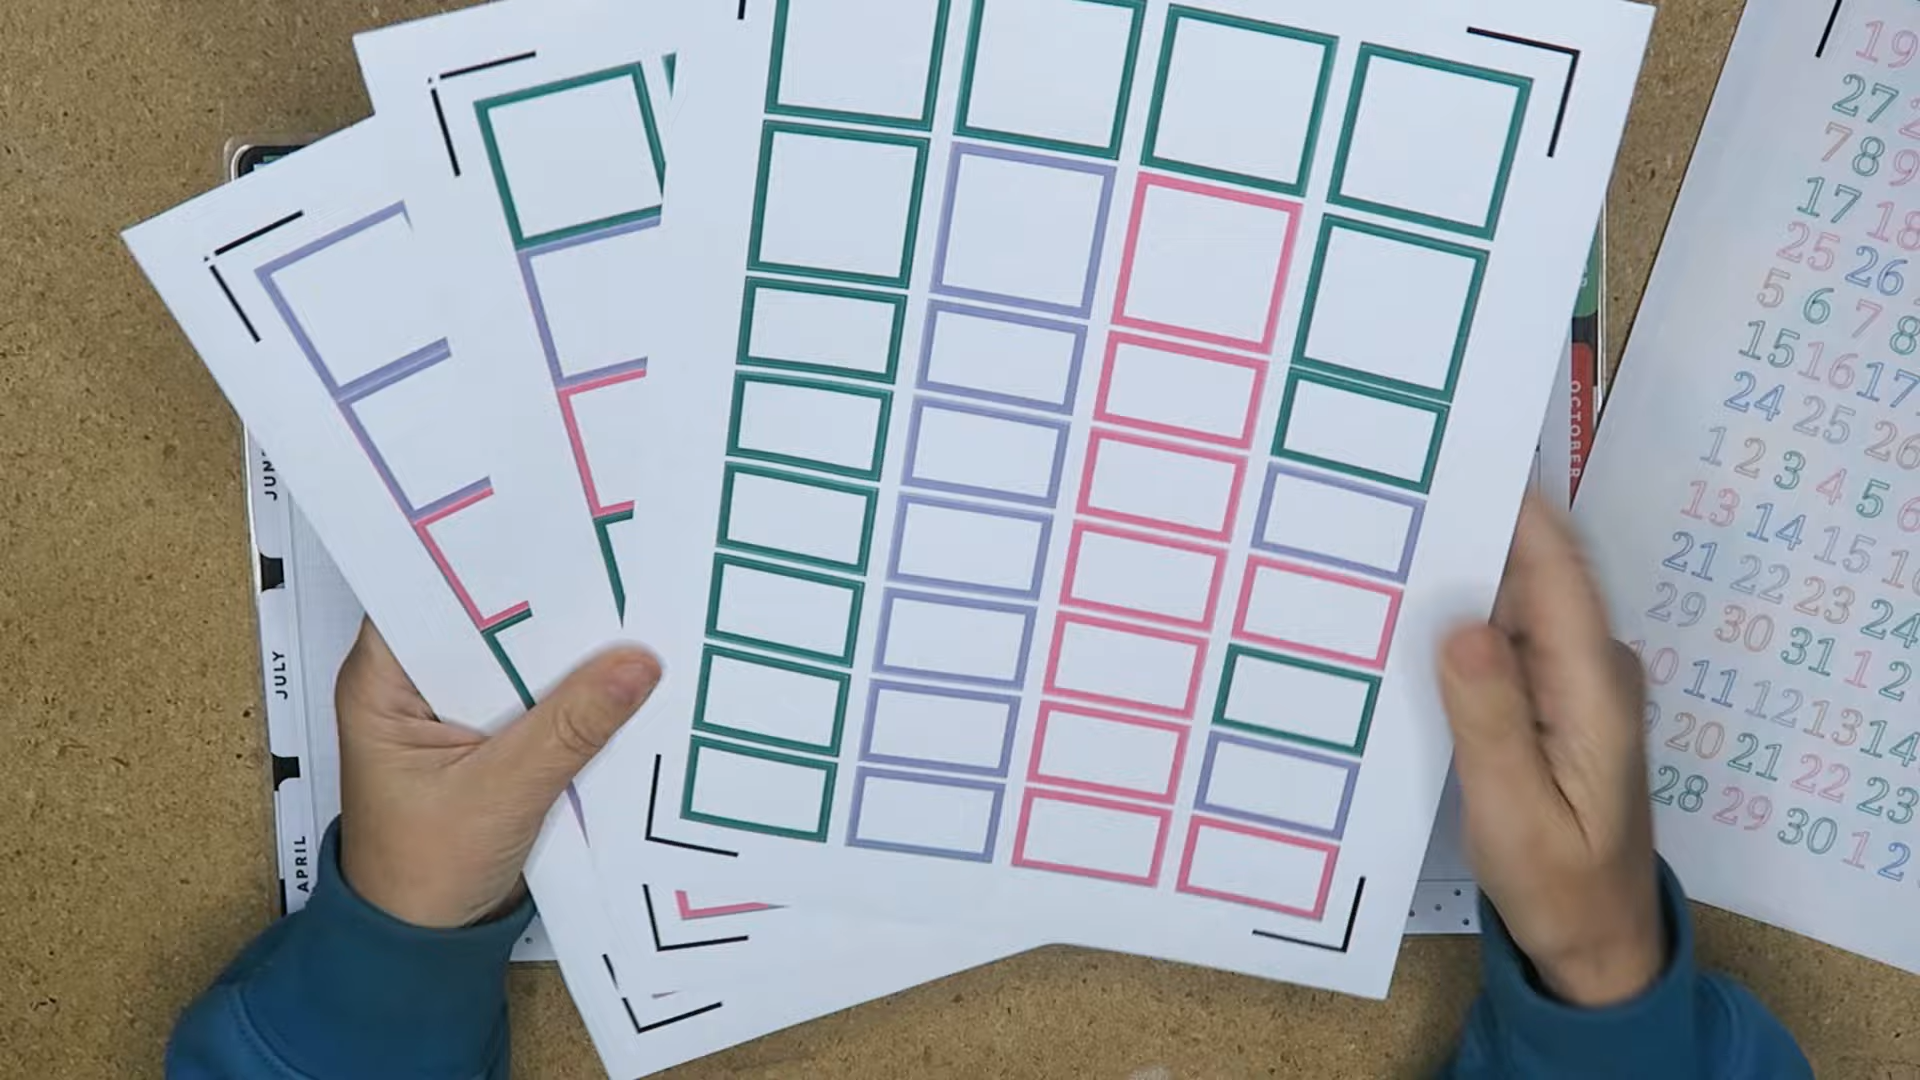 19
27
7 8 9
17 18
25 26
5 6 7 8
15 16 17
24 25 26
1 2 3 4 5 6
13 14 15 16
21 22 23 24
29 30 31 1 2
10 11 12 13 14
20 21 22 23
28 29 30 1 2
JULY
APRIL
OCTOBER